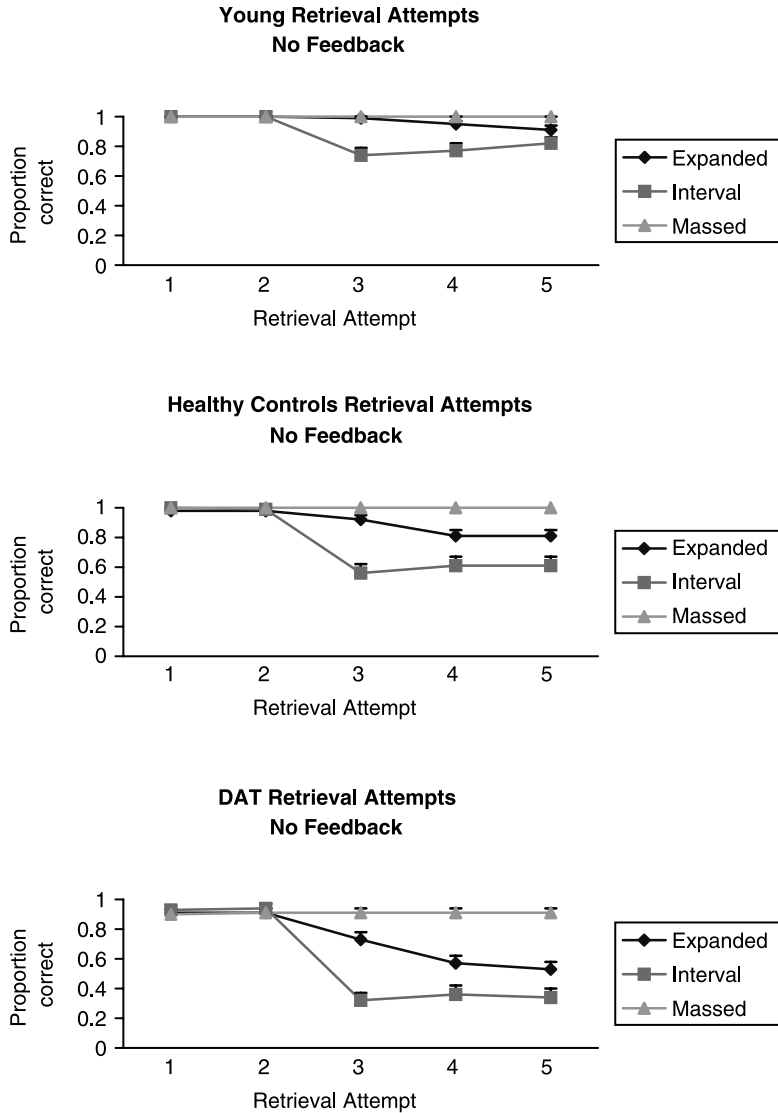 Young Retrieval Attempts
No Feedback
Proportion
correct
1
0.8
0.6
0.4
0.2
0
1 2 3 4 5
Retrieval Attempt
Expanded
Interval
Massed
Healthy Controls Retrieval Attempts
No Feedback
Proportion
correct
1
0.8
0.6
0.4
0.2
0
1 2 3 4 5
Retrieval Attempt
Expanded
Interval
Massed
DAT Retrieval Attempts
No Feedback
Proportion
correct
1
0.8
0.6
0.4
0.2
0
1 2 3 4 5
Retrieval Attempt
Expanded
Interval
Massed